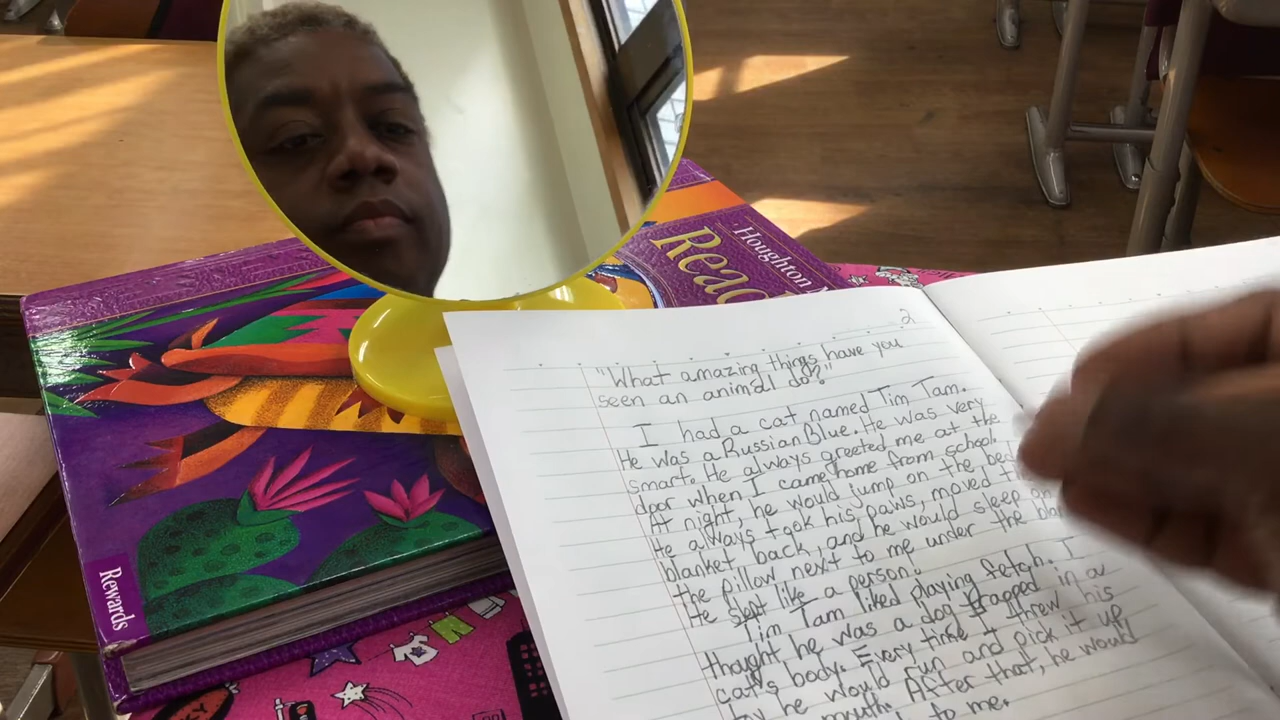 Houghton
Rewards
2
"What amazing things have you
seen an animal do?"
I had a cat named Tim Tam.
He was a Russian Blue. He was very
smart. He always greeted me at the
door when I came home from school.
At night, he would jump on the
He always took his paws, moved
blanket back, and he would sleep on
the pillow next to me under the
He slept like a person!
Tim Tam liked playing fetch. I
thought he was a dog trapped in a
cat's body. Every time I threw his
toy he would run and pick it up
mouth. After that, he would
to me.